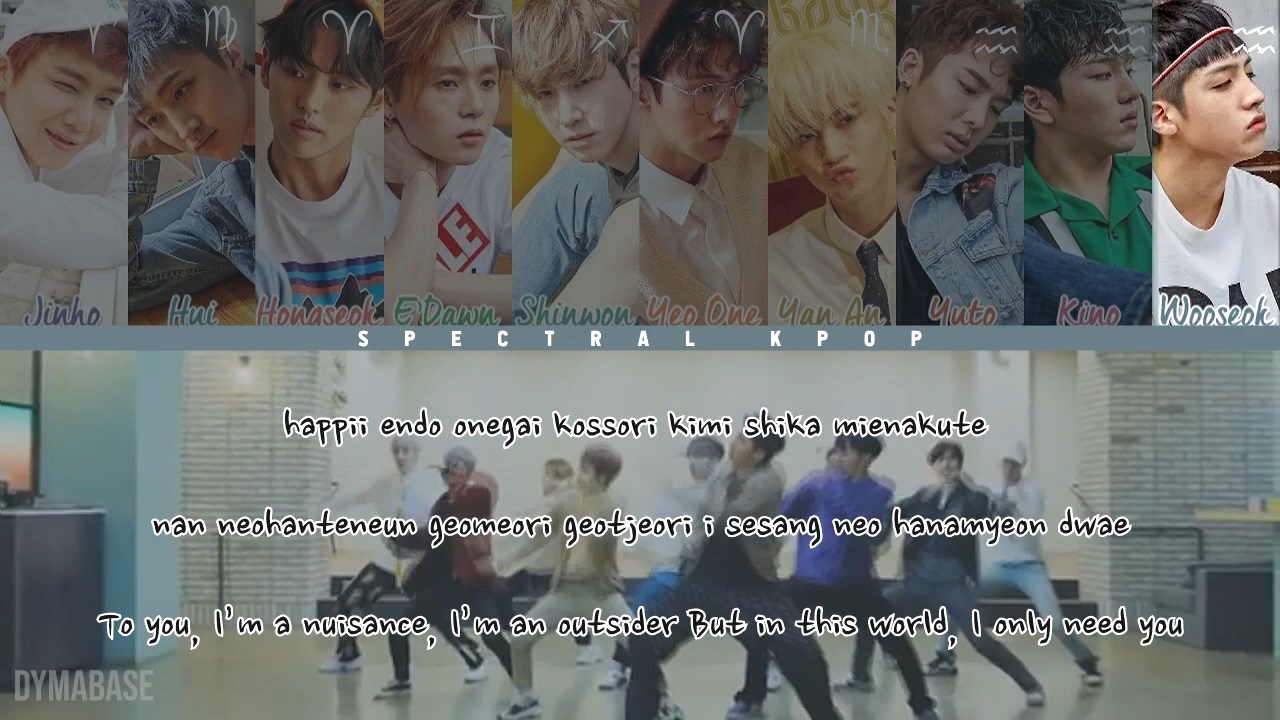 Jinho Hui Hongseok E'Dawn Shinwon Yeo One Yan An Yuto Kino Wooseok
SPECTRAL KPOP
happii endo onegai kossori kimi shika mienakute
nan neohanteneun geomeori geotjeori i sesang neo hanamyeon dwae
To you, I'm a nuisance, I'm an outsider But in this world, I only need you
DYMABASE